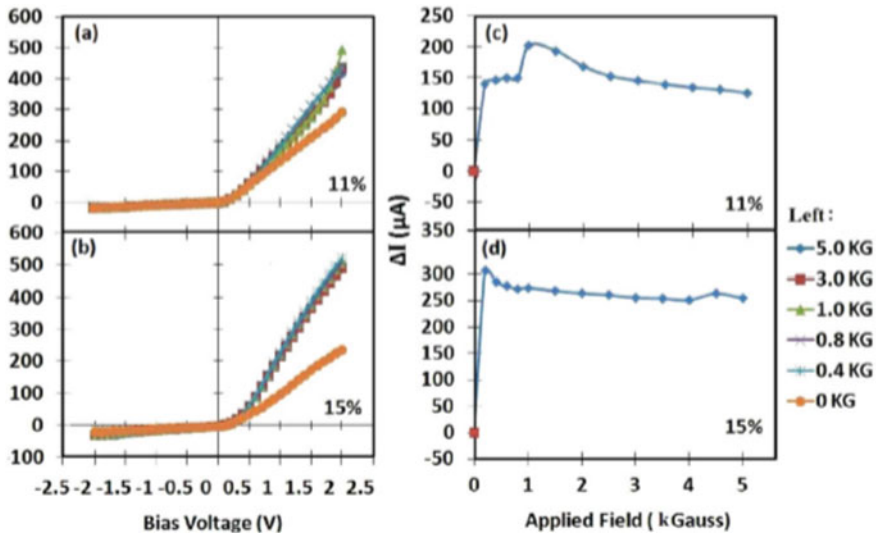 (a)
600
500
400
300
200
100
0
11%
(b)
500
400
300
200
100
0
100
15%
-2.5 -2 -1.5 -1 -0.5 0 0.5 1 1.5 2 2.5
Bias Voltage (V)
(c)
250
200
150
100
50
0
-50
350
11%
ΔI (μA)
(d)
300
250
200
150
100
50
0
-50
15%
0 1 2 3 4 5
Applied Field ( kGauss)
Left :
5.0 KG
3.0 KG
1.0 KG
0.8 KG
0.4 KG
0 KG